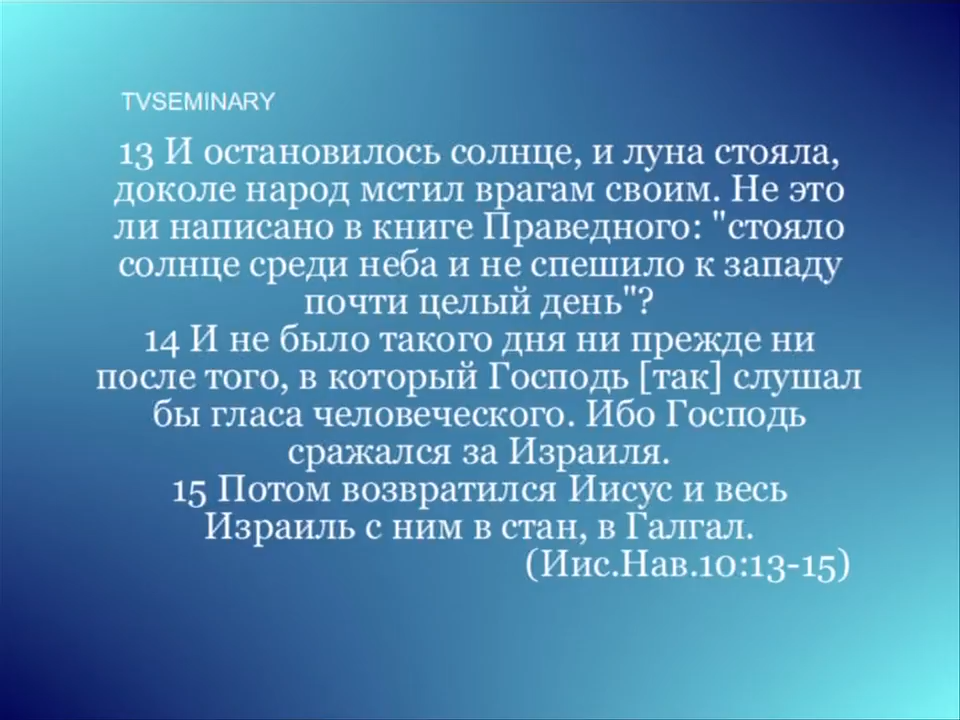 TVSEMINARY
13 И остановилось солнце, и луна стояла,
доколе народ мстил врагам своим. Не это
ли написано в книге Праведного: "стояло
солнце среди неба и не спешило к западу
почти целый день"?
14 И не было такого дня ни прежде ни
после того, в который Господь [так] слушал
бы гласа человеческого. Ибо Господь
сражался за Израиля.
15 Потом возвратился Иисус и весь
Израиль с ним в стан, в Галгал.
(Иис.Нав.10:13-15)